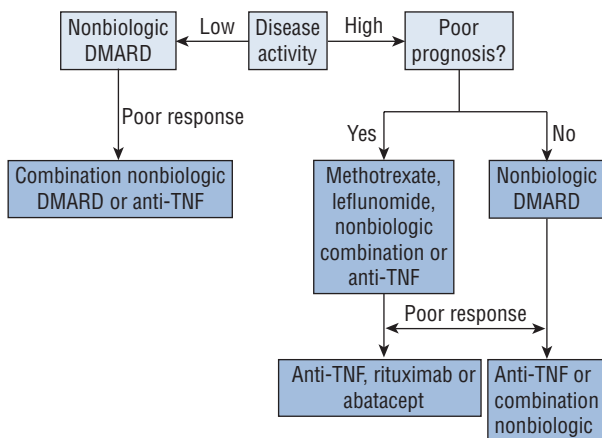 Nonbiologic
DMARD
Low
Disease
activity
High
Poor
prognosis?
Poor response
Yes
No
Combination nonbiologic
DMARD or anti-TNF
Methotrexate,
leflunomide,
nonbiologic
combination or
anti-TNF
Nonbiologic
DMARD
Poor response
Anti-TNF, rituximab or
abatacept
Anti-TNF or
combination
nonbiologic